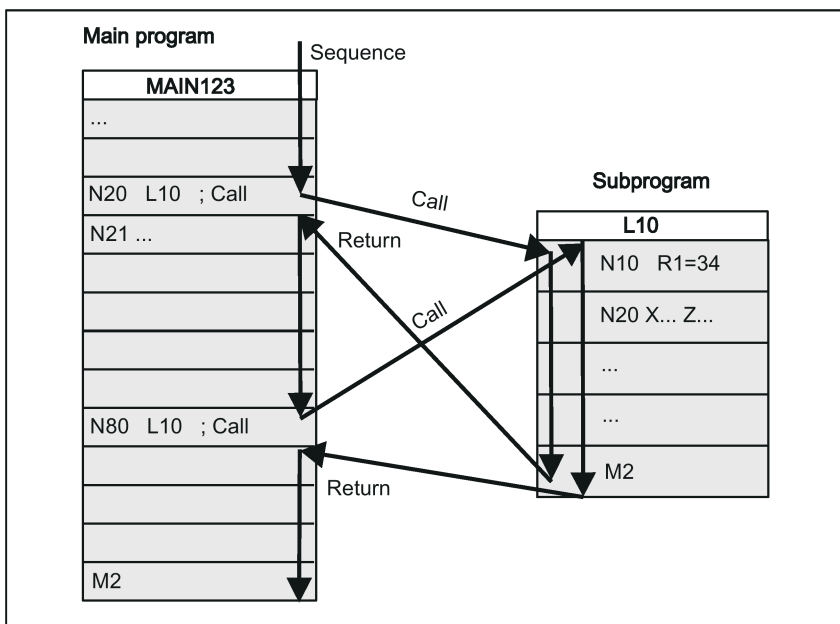 Main program
Sequence
MAIN123
...
N20 L10 ; Call
N21 ...
N80 L10 ; Call
M2
Call
Return
Call
Return
Subprogram
L10
N10 R1=34
N20 X... Z...
...
...
M2